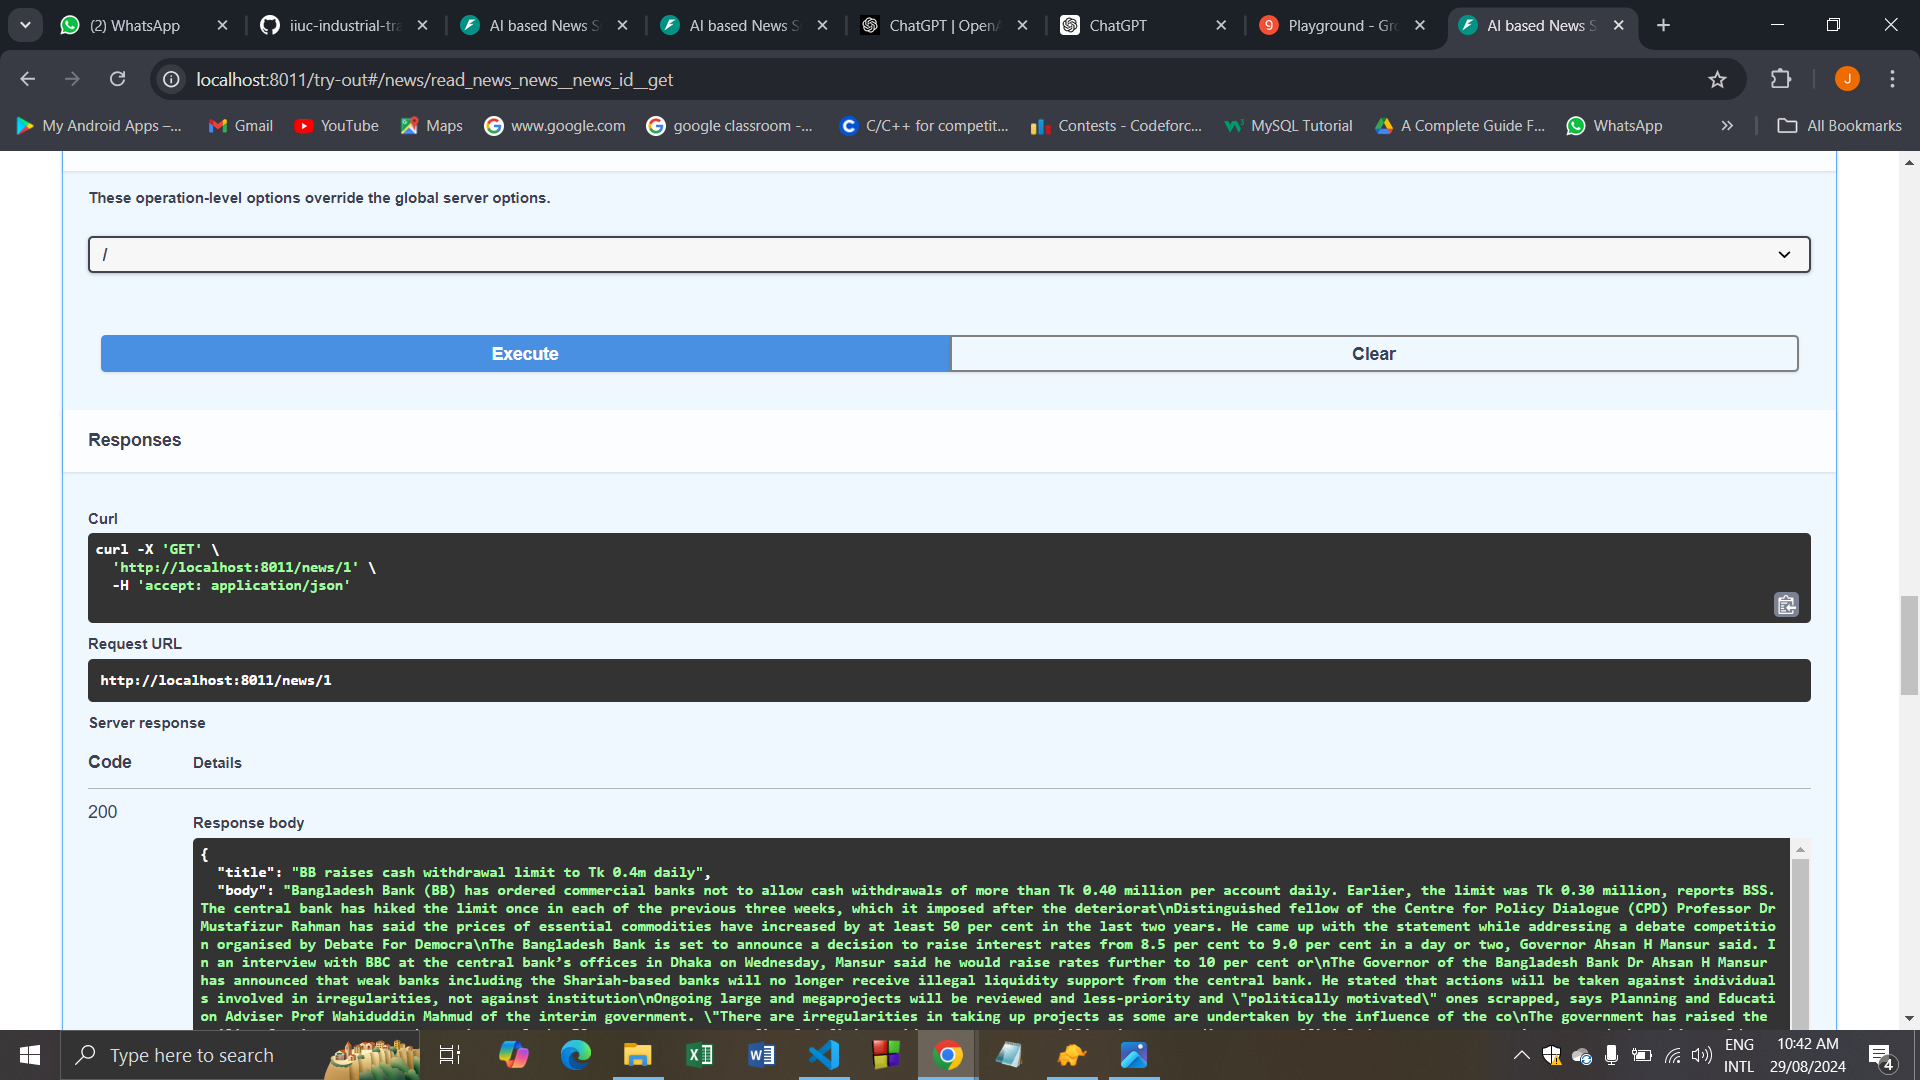 (2) WhatsApp
iiuc-industrial-tra
AI based News S
AI based News S
ChatGPT | OpenA
ChatGPT
Playground - Gro
AI based News S
localhost:8011/try-out#/news/read_news_news__news_id__get
J
My Android Apps –...
Gmail
YouTube
Maps
www.google.com
google classroom -...
C/C++ for competit...
Contests - Codeforc...
MySQL Tutorial
A Complete Guide F...
WhatsApp
All Bookmarks
These operation-level options override the global server options.
/
Execute
Clear
Responses
Curl
curl -X 'GET' \
'http://localhost:8011/news/1' \
-H 'accept: application/json'
Request URL
http://localhost:8011/news/1
Server response
Code
Details
200
Response body
{
"title": "BB raises cash withdrawal limit to Tk 0.4m daily",
"body": "Bangladesh Bank (BB) has ordered commercial banks not to allow cash withdrawals of more than Tk 0.40 million per account daily. Earlier, the limit was Tk 0.30 million, reports BSS.
The central bank has hiked the limit once in each of the previous three weeks, which it imposed after the deteriorat\nDistinguished fellow of the Centre for Policy Dialogue (CPD) Professor Dr
Mustafizur Rahman has said the prices of essential commodities have increased by at least 50 per cent in the last two years. He came up with the statement while addressing a debate competitio
n organised by Debate For Democra\nThe Bangladesh Bank is set to announce a decision to raise interest rates from 8.5 per cent to 9.0 per cent in a day or two, Governor Ahsan H Mansur said. I
n an interview with BBC at the central bank’s offices in Dhaka on Wednesday, Mansur said he would raise rates further to 10 per cent or\nThe Governor of the Bangladesh Bank Dr Ahsan H Mansur
has announced that weak banks including the Shariah-based banks will no longer receive illegal liquidity support from the central bank. He stated that actions will be taken against individual
s involved in irregularities, not against institution\nOngoing large and megaprojects will be reviewed and less-priority and \"politically motivated\" ones scrapped, says Planning and Educati
on Adviser Prof Wahiduddin Mahmud of the interim government. \"There are irregularities in taking up projects as some are undertaken by the influence of the co\nThe government has raised the
Type here to search
ENG
INTL
10:42 AM
29/08/2024
4